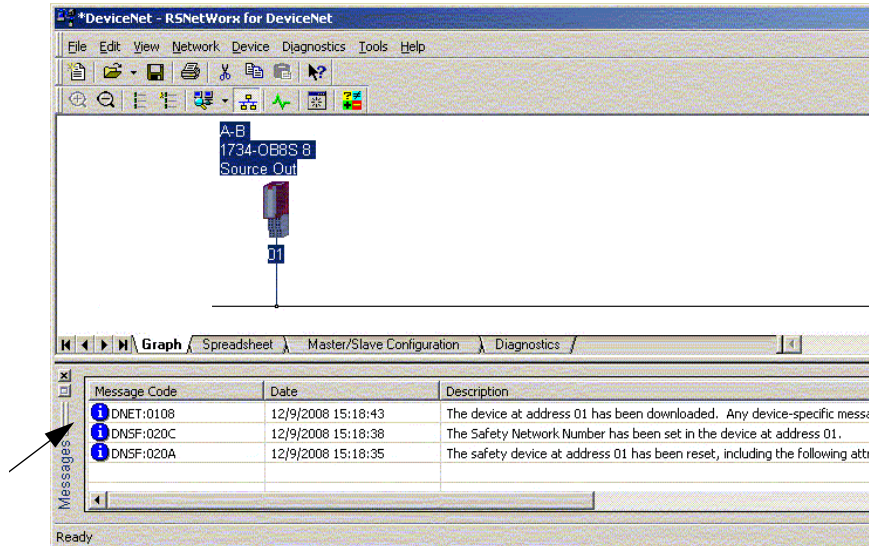 *DeviceNet - RSNetWorx for DeviceNet
File Edit View Network Device Diagnostics Tools Help
A-B
1734-OB8S 8
Source Out
01
Graph Spreadsheet Master/Slave Configuration Diagnostics
Message Code Date Description
DNET:0108 12/9/2008 15:18:43 The device at address 01 has been downloaded. Any device-specific messa
DNSF:020C 12/9/2008 15:18:38 The Safety Network Number has been set in the device at address 01.
DNSF:020A 12/9/2008 15:18:35 The safety device at address 01 has been reset, including the following attr
Messages
Ready